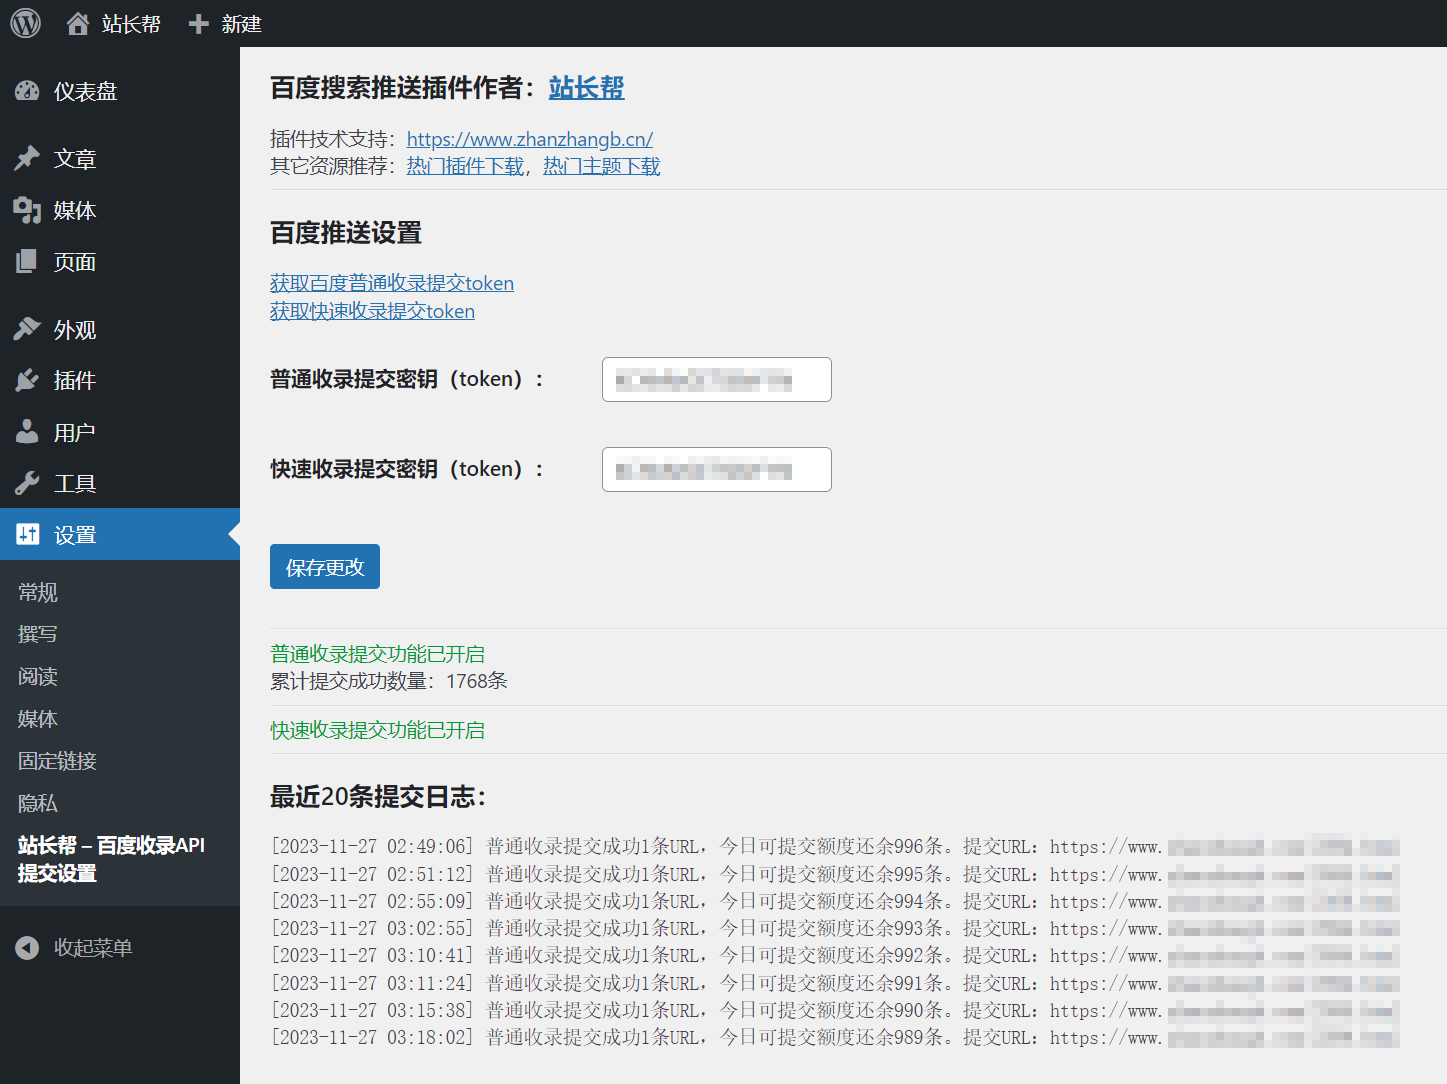 站长帮
新建
仪表盘
文章
媒体
页面
外观
插件
用户
工具
设置
常规
撰写
阅读
媒体
固定链接
隐私
站长帮 – 百度收录API
提交设置
收起菜单
百度搜索推送插件作者：站长帮
插件技术支持：https://www.zhanzhangb.cn/
其它资源推荐：热门插件下载，热门主题下载
百度推送设置
获取百度普通收录提交token
获取快速收录提交token
普通收录提交密钥（token）：
快速收录提交密钥（token）：
保存更改
普通收录提交功能已开启
累计提交成功数量：1768条
快速收录提交功能已开启
最近20条提交日志：
[2023-11-27 02:49:06] 普通收录提交成功1条URL，今日可提交额度还余996条。提交URL：https://www.
[2023-11-27 02:51:12] 普通收录提交成功1条URL，今日可提交额度还余995条。提交URL：https://www.
[2023-11-27 02:55:09] 普通收录提交成功1条URL，今日可提交额度还余994条。提交URL：https://www.
[2023-11-27 03:02:55] 普通收录提交成功1条URL，今日可提交额度还余993条。提交URL：https://www.
[2023-11-27 03:10:41] 普通收录提交成功1条URL，今日可提交额度还余992条。提交URL：https://www.
[2023-11-27 03:11:24] 普通收录提交成功1条URL，今日可提交额度还余991条。提交URL：https://www.
[2023-11-27 03:15:38] 普通收录提交成功1条URL，今日可提交额度还余990条。提交URL：https://www.
[2023-11-27 03:18:02] 普通收录提交成功1条URL，今日可提交额度还余989条。提交URL：https://www.